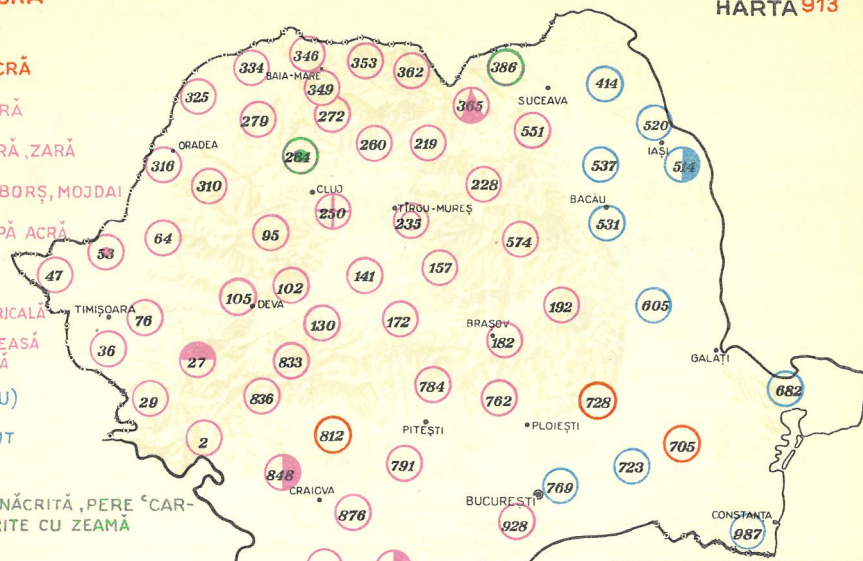 HARTA 913
CRĂ
RĂ
RĂ, ZARĂ
BORȘ, MOJDAI
PĂ ACRĂ
RICALĂ
EASĂ
Ă
U)
OT
NĂCRITĂ, PERE CAR-
RITE CU ZEAMĂ
346
334
353
362
386
BAIA-MARE
349
325
365
SUCEAVA
414
279
272
551
520
ORADEA
260
219
IAȘI
284
537
514
316
310
CLUJ
228
BACĂU
250
TÎRGU-MUREȘ
235
531
64
95
574
53
47
141
157
105
102
DEVA
192
605
TIMIȘOARA
76
130
172
BRAȘOV
182
36
27
833
GALAȚI
29
836
784
762
728
682
2
812
PITEȘTI
PLOIEȘTI
705
791
723
848
CRAIOVA
769
BUCUREȘTI
876
928
CONSTANȚA
987